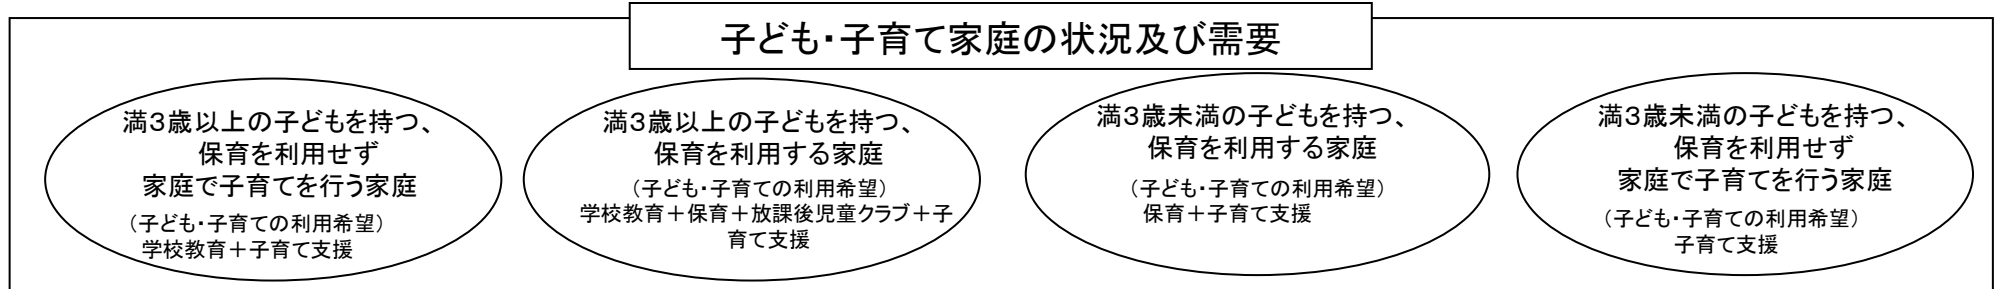 子ども・子育て家庭の状況及び需要
満３歳以上の子どもを持つ、
保育を利用せず
家庭で子育てを行う家庭
（子ども・子育ての利用希望）
学校教育＋子育て支援
満３歳以上の子どもを持つ、
保育を利用する家庭
（子ども・子育ての利用希望）
学校教育＋保育＋放課後児童クラブ＋子
育て支援
満３歳未満の子どもを持つ、
保育を利用する家庭
（子ども・子育ての利用希望）
保育＋子育て支援
満３歳未満の子どもを持つ、
保育を利用せず
家庭で子育てを行う家庭
（子ども・子育ての利用希望）
子育て支援